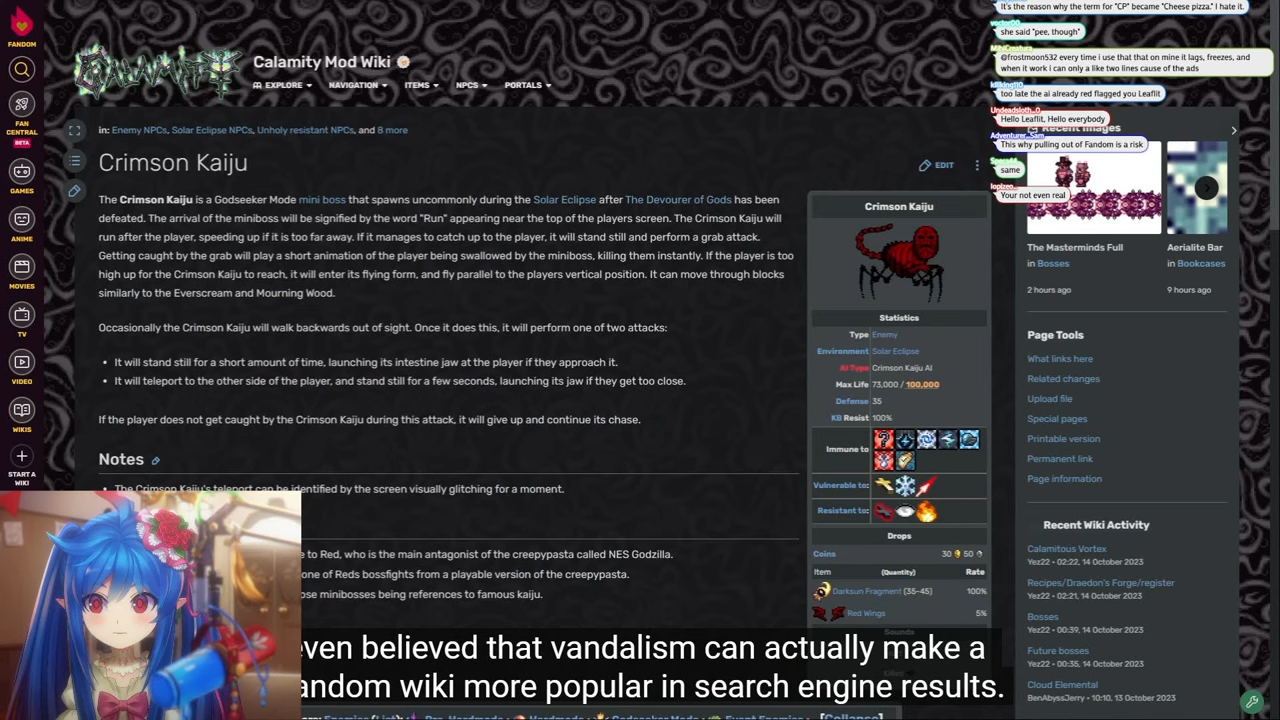 It's the reason why the term for "CP" became "Cheese pizza." I hate it.
vector00
she said "pee, though"
@frostmoon532 every time i use that that on mine it lags, freezes, and
when it work i can only a like two lines cause of the ads
too late the ai already red flagged you Leaflit
Hello Leaflit, Hello everybody
This why pulling out of Fandom is a risk
same
Your not even real
FANDOM
FAN
CENTRAL
BETA
GAMES
ANIME
MOVIES
TV
VIDEO
WIKIS
START A
WIKI
CALAMITY
Calamity Mod Wiki
EXPLORE
NAVIGATION
ITEMS
NPCS
PORTALS
in: Enemy NPCs, Solar Eclipse NPCs, Unholy resistant NPCs, and 8 more
Crimson Kaiju
EDIT
The Crimson Kaiju is a Godseeker Mode mini boss that spawns uncommonly during the Solar Eclipse after The Devourer of Gods has been
defeated. The arrival of the miniboss will be signified by the word "Run" appearing near the top of the players screen. The Crimson Kaiju will
run after the player, speeding up if it is too far away. If it manages to catch up to the player, it will stand still and perform a grab attack.
Getting caught by the grab will play a short animation of the player being swallowed by the miniboss, killing them instantly. If the player is too
high up for the Crimson Kaiju to reach, it will enter its flying form, and fly parallel to the players vertical position. It can move through blocks
similarly to the Everscream and Mourning Wood.
Occasionally the Crimson Kaiju will walk backwards out of sight. Once it does this, it will perform one of two attacks:
• It will stand still for a short amount of time, launching its intestine jaw at the player if they approach it.
• It will teleport to the other side of the player, and stand still for a few seconds, launching its jaw if they get too close.
If the player does not get caught by the Crimson Kaiju during this attack, it will give up and continue its chase.
Notes
• The Crimson Kaiju's teleport can be identified by the screen visually glitching for a moment.
e to Red, who is the main antagonist of the creepypasta called NES Godzilla.
one of Reds bossfights from a playable version of the creepypasta.
ose minibosses being references to famous kaiju.
Crimson Kaiju
Statistics
Type Enemy
Environment Solar Eclipse
AI Type Crimson Kaiju AI
Max Life 73,000 / 100,000
Defense 35
KB Resist 100%
Immune to
Vulnerable to:
Resistant to:
Drops
Coins 30 50
Item (Quantity) Rate
Darksun Fragment (35-45) 100%
Red Wings 5%
Sounds
Recent Images
The Masterminds Full
in Bosses
2 hours ago
Aerialite Bar
in Bookcases
9 hours ago
Page Tools
What links here
Related changes
Upload file
Special pages
Printable version
Permanent link
Page information
Recent Wiki Activity
Calamitous Vortex
Yez22 • 02:22, 14 October 2023
Recipes/Draedon's Forge/register
Yez22 • 02:21, 14 October 2023
Bosses
Yez22 • 00:39, 14 October 2023
Future bosses
Yez22 • 00:35, 14 October 2023
Cloud Elemental
BenAbyssJerry • 10:10, 13 October 2023
even believed that vandalism can actually make a
andom wiki more popular in search engine results.